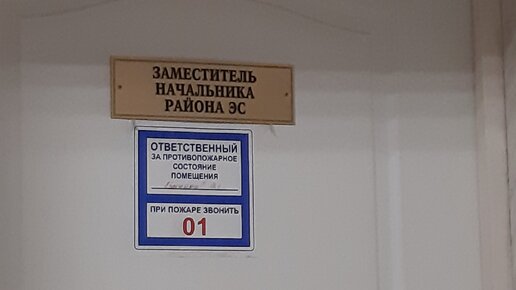 ЗАМЕСТИТЕЛЬ
НАЧАЛЬНИКА
РАЙОНА ЭС
ОТВЕТСТВЕННЫЙ
ЗА ПРОТИВОПОЖАРНОЕ
СОСТОЯНИЕ
ПОМЕЩЕНИЯ
ПРИ ПОЖАРЕ ЗВОНИТЬ
01